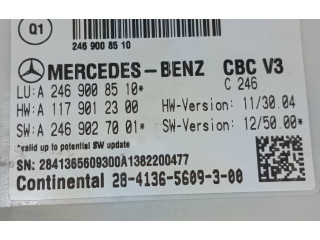 Q1
246 900 85 10
MERCEDES-BENZ CBC V3
C 246
LU: A 246 900 85 10*
HW: A 117 901 23 00 HW-Version: 11/30.04
SW: A 246 902 70 01* SW-Version: 12/50.00*
*valid up to potential SW update
SN: 2841365609300A1382200477
Continental 28-4136-5609-3-00